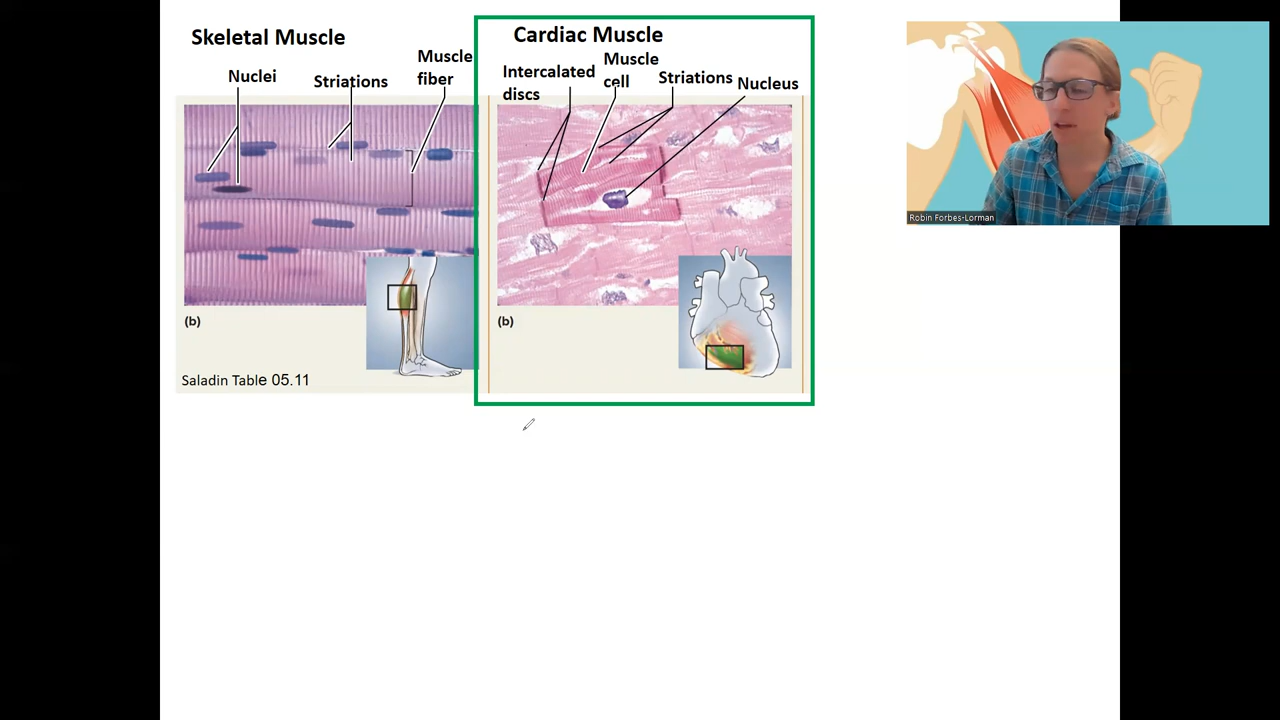 Skeletal Muscle
Nuclei
Striations
Muscle
fiber
(b)
Saladin Table 05.11
Cardiac Muscle
Intercalated
discs
Muscle
cell
Striations
Nucleus
(b)
Robin Forbes-Lorman